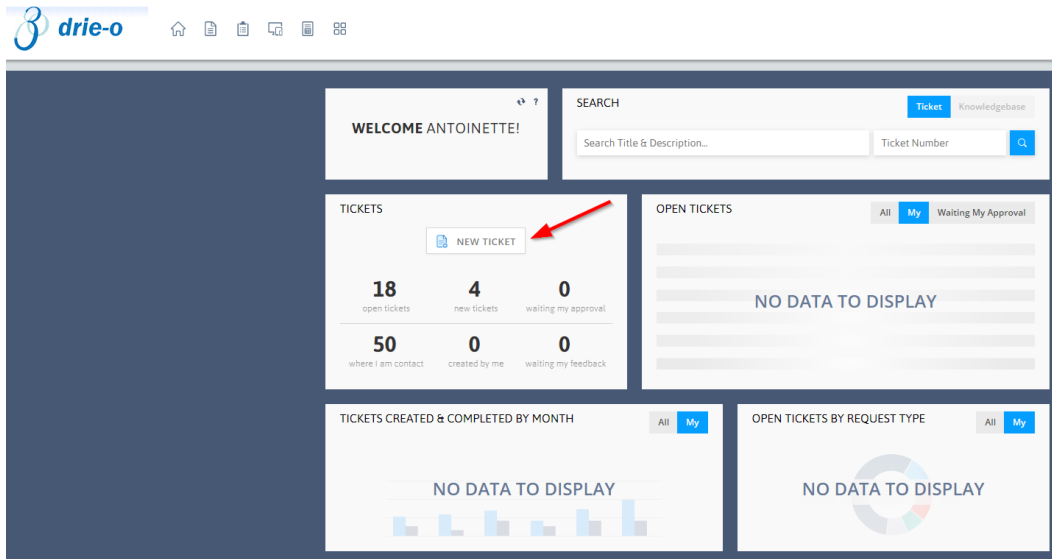 drie-o
WELCOME ANTOINETTE!
?
SEARCH
Ticket
Knowledgebase
Search Title & Description...
Ticket Number
TICKETS
NEW TICKET
18
4
0
open tickets
new tickets
waiting my approval
50
0
0
where I am contact
created by me
waiting my feedback
OPEN TICKETS
All
My
Waiting My Approval
NO DATA TO DISPLAY
TICKETS CREATED & COMPLETED BY MONTH
All
My
NO DATA TO DISPLAY
OPEN TICKETS BY REQUEST TYPE
All
My
NO DATA TO DISPLAY